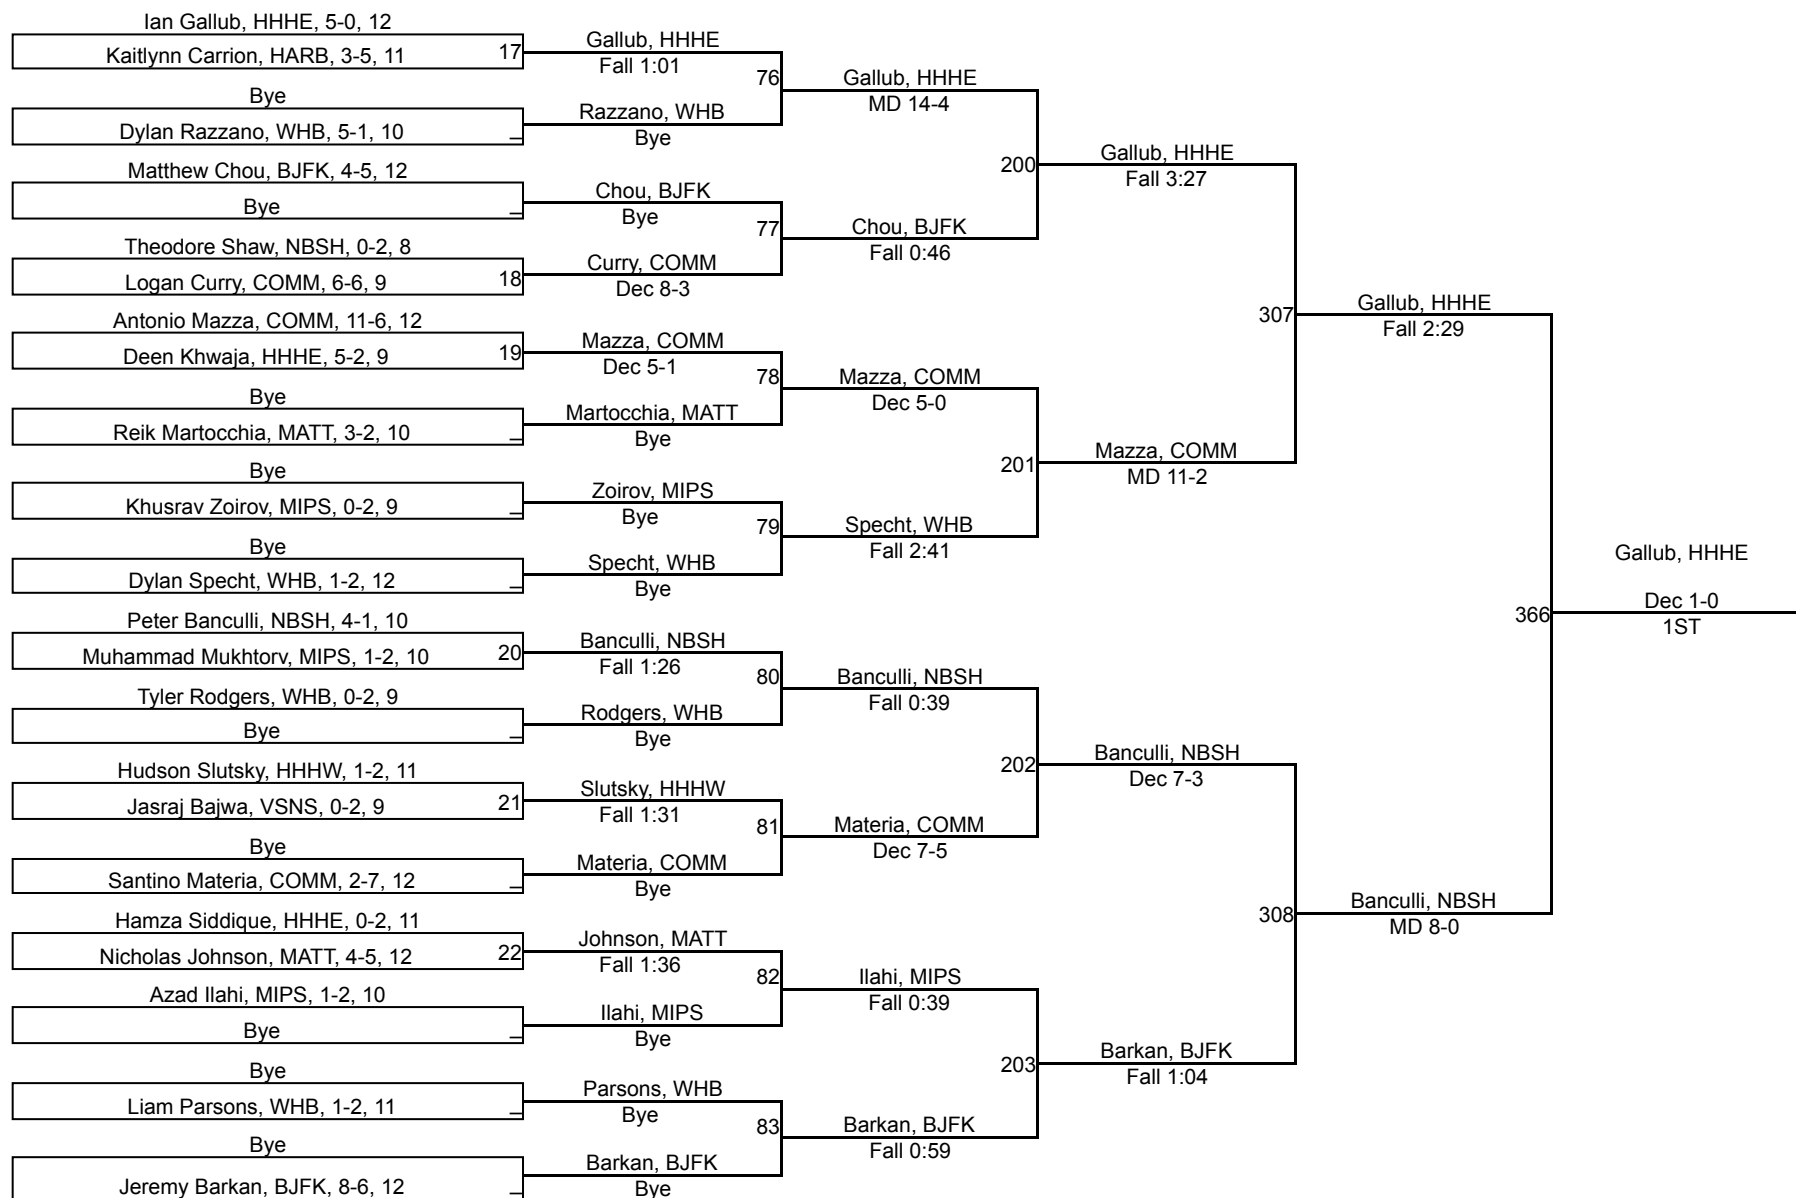 Ian Gallub, HHHE, 5-0, 12
Kaitlynn Carrion, HARB, 3-5, 11
17
Bye
Dylan Razzano, WHB, 5-1, 10
Matthew Chou, BJFK, 4-5, 12
Bye
Theodore Shaw, NBSH, 0-2, 8
Logan Curry, COMM, 6-6, 9
18
Antonio Mazza, COMM, 11-6, 12
Deen Khwaja, HHHE, 5-2, 9
19
Bye
Reik Martocchia, MATT, 3-2, 10
Bye
Khusrav Zoirov, MIPS, 0-2, 9
Bye
Dylan Specht, WHB, 1-2, 12
Peter Banculli, NBSH, 4-1, 10
Muhammad Mukhtorv, MIPS, 1-2, 10
20
Tyler Rodgers, WHB, 0-2, 9
Bye
Hudson Slutsky, HHHW, 1-2, 11
Jasraj Bajwa, VSNS, 0-2, 9
21
Bye
Santino Materia, COMM, 2-7, 12
Hamza Siddique, HHHE, 0-2, 11
Nicholas Johnson, MATT, 4-5, 12
22
Azad Ilahi, MIPS, 1-2, 10
Bye
Bye
Liam Parsons, WHB, 1-2, 11
Bye
Jeremy Barkan, BJFK, 8-6, 12
Gallub, HHHE
Fall 1:01
76
Razzano, WHB
Bye
Chou, BJFK
Bye
77
Curry, COMM
Dec 8-3
Mazza, COMM
Dec 5-1
78
Martocchia, MATT
Bye
Zoirov, MIPS
Bye
79
Specht, WHB
Bye
Banculli, NBSH
Fall 1:26
80
Rodgers, WHB
Bye
Slutsky, HHHW
Fall 1:31
81
Materia, COMM
Bye
Johnson, MATT
Fall 1:36
82
Ilahi, MIPS
Bye
Parsons, WHB
Bye
83
Barkan, BJFK
Bye
Gallub, HHHE
MD 14-4
200
Chou, BJFK
Fall 0:46
Mazza, COMM
Dec 5-0
201
Specht, WHB
Fall 2:41
Banculli, NBSH
Fall 0:39
202
Materia, COMM
Dec 7-5
Ilahi, MIPS
Fall 0:39
203
Barkan, BJFK
Fall 0:59
Gallub, HHHE
Fall 3:27
307
Mazza, COMM
MD 11-2
Banculli, NBSH
Dec 7-3
308
Barkan, BJFK
Fall 1:04
Gallub, HHHE
Fall 2:29
366
Banculli, NBSH
MD 8-0
Gallub, HHHE
Dec 1-0
1ST